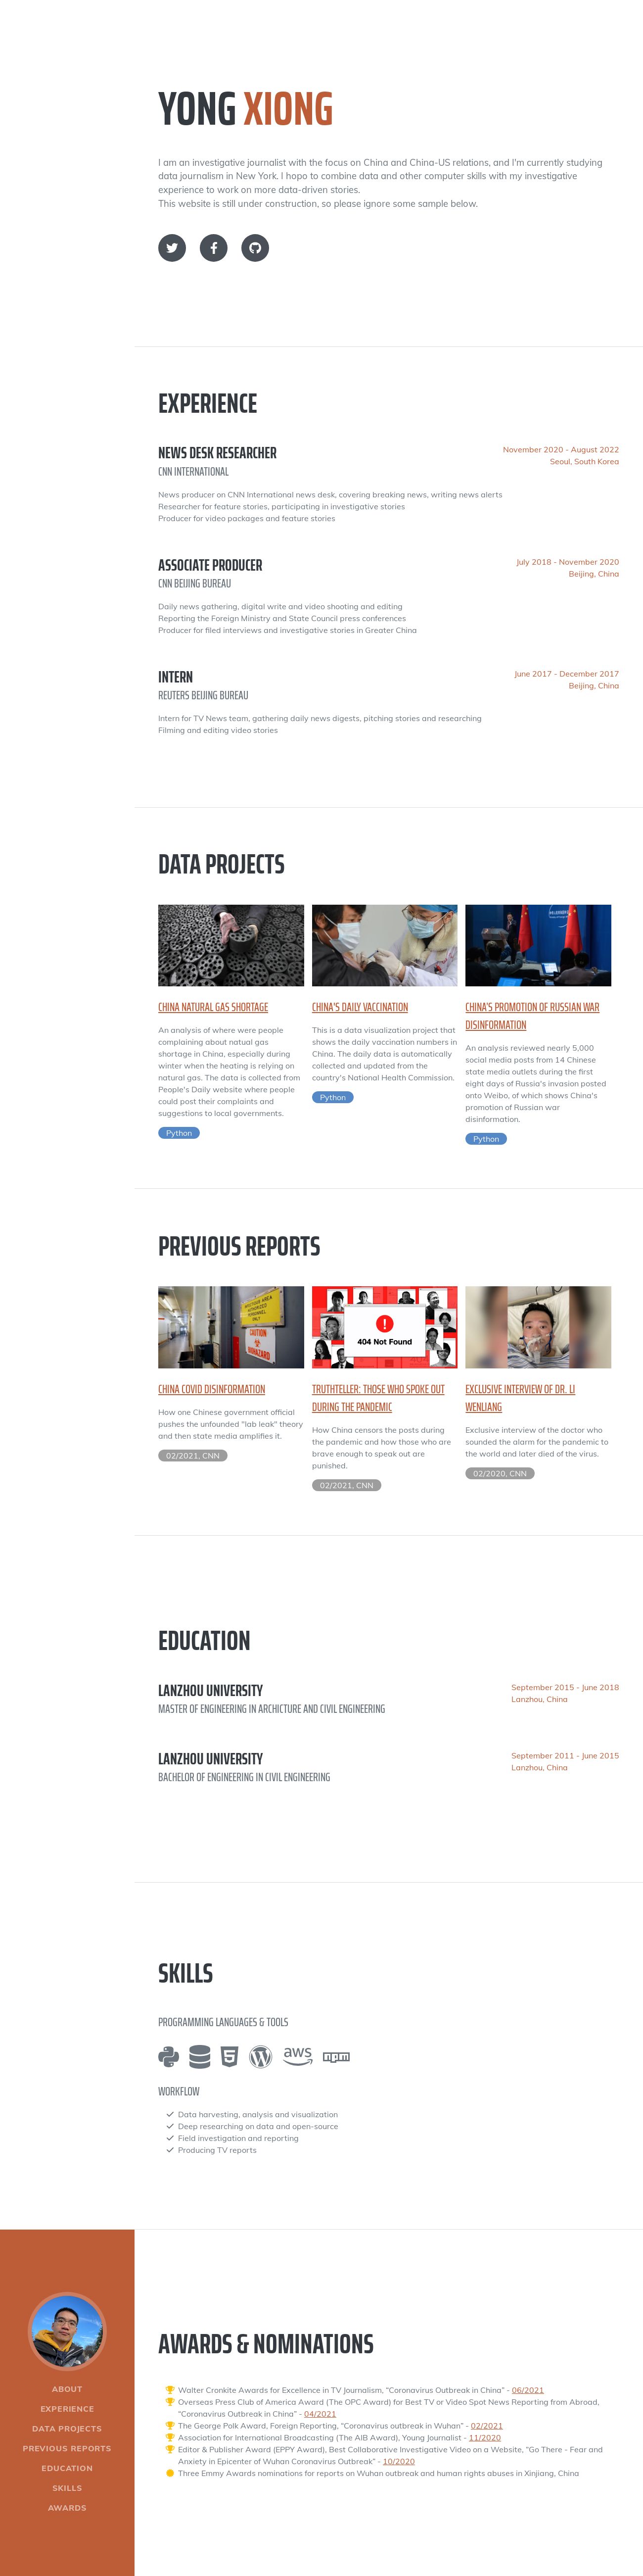 YONG XIONG
I am an investigative journalist with the focus on China and China-US relations, and I'm currently studying
data journalism in New York. I hopo to combine data and other computer skills with my investigative
experience to work on more data-driven stories.
This website is still under construction, so please ignore some sample below.
EXPERIENCE
NEWS DESK RESEARCHER
November 2020 - August 2022
CNN INTERNATIONAL
Seoul, South Korea
News producer on CNN International news desk, covering breaking news, writing news alerts
Researcher for feature stories, participating in investigative stories
Producer for video packages and feature stories
ASSOCIATE PRODUCER
July 2018 - November 2020
CNN BEIJING BUREAU
Beijing, China
Daily news gathering, digital write and video shooting and editing
Reporting the Foreign Ministry and State Council press conferences
Producer for filed interviews and investigative stories in Greater China
INTERN
June 2017 - December 2017
REUTERS BEIJING BUREAU
Beijing, China
Intern for TV News team, gathering daily news digests, pitching stories and researching
Filming and editing video stories
DATA PROJECTS
CHINA NATURAL GAS SHORTAGE
An analysis of where were people
complaining about natual gas
shortage in China, especially during
winter when the heating is relying on
natural gas. The data is collected from
People's Daily website where people
could post their complaints and
suggestions to local governments.
Python
CHINA'S DAILY VACCINATION
This is a data visualization project that
shows the daily vaccination numbers in
China. The daily data is automatically
collected and updated from the
country's National Health Commission.
Python
CHINA'S PROMOTION OF RUSSIAN WAR
DISINFORMATION
An analysis reviewed nearly 5,000
social media posts from 14 Chinese
state media outlets during the first
eight days of Russia's invasion posted
onto Weibo, of which shows China's
promotion of Russian war
disinformation.
Python
PREVIOUS REPORTS
AUTHORIZED PERSONNEL ONLY
CAUTION
BIOHAZARD
CHINA COVID DISINFORMATION
How one Chinese government official
pushes the unfounded "lab leak" theory
and then state media amplifies it.
02/2021, CNN
404 Not Found
TRUTHTELLER: THOSE WHO SPOKE OUT
DURING THE PANDEMIC
How China censors the posts during
the pandemic and how those who are
brave enough to speak out are
punished.
02/2021, CNN
EXCLUSIVE INTERVIEW OF DR. LI
WENLIANG
Exclusive interview of the doctor who
sounded the alarm for the pandemic to
the world and later died of the virus.
02/2020, CNN
EDUCATION
LANZHOU UNIVERSITY
September 2015 - June 2018
MASTER OF ENGINEERING IN ARCHICTURE AND CIVIL ENGINEERING
Lanzhou, China
LANZHOU UNIVERSITY
September 2011 - June 2015
BACHELOR OF ENGINEERING IN CIVIL ENGINEERING
Lanzhou, China
SKILLS
PROGRAMMING LANGUAGES & TOOLS
aws
npm
WORKFLOW
Data harvesting, analysis and visualization
Deep researching on data and open-source
Field investigation and reporting
Producing TV reports
ABOUT
EXPERIENCE
DATA PROJECTS
PREVIOUS REPORTS
EDUCATION
SKILLS
AWARDS
AWARDS & NOMINATIONS
Walter Cronkite Awards for Excellence in TV Journalism, "Coronavirus Outbreak in China" - 06/2021
Overseas Press Club of America Award (The OPC Award) for Best TV or Video Spot News Reporting from Abroad,
"Coronavirus Outbreak in China" - 04/2021
The George Polk Award, Foreign Reporting, "Coronavirus outbreak in Wuhan" - 02/2021
Association for International Broadcasting (The AIB Award), Young Journalist - 11/2020
Editor & Publisher Award (EPPY Award), Best Collaborative Investigative Video on a Website, "Go There - Fear and
Anxiety in Epicenter of Wuhan Coronavirus Outbreak" - 10/2020
Three Emmy Awards nominations for reports on Wuhan outbreak and human rights abuses in Xinjiang, China